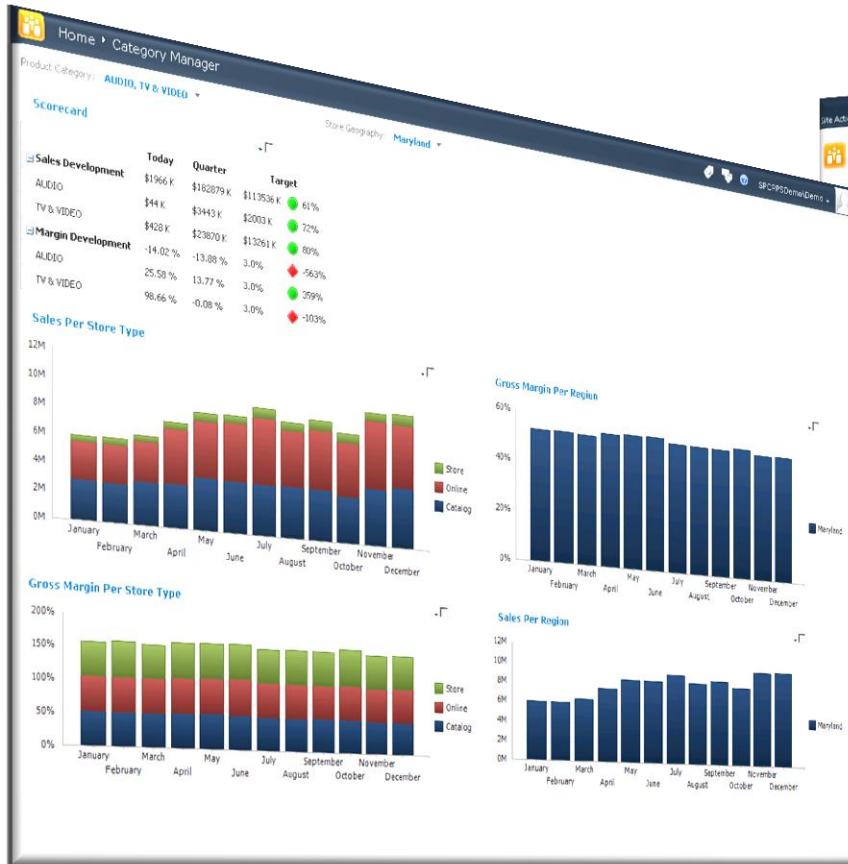 Home ▸ Category Manager
Product Category: AUDIO, TV & VIDEO
Store Geography: Maryland
SPCPPSDemo\Demo
Site Acti
Scorecard
Today Quarter Target
Sales Development $1966 K $182879 K $113536 K 61%
AUDIO $44 K $3443 K $2003 K 72%
TV & VIDEO $428 K $23870 K $13261 K 80%
Margin Development -14.02 % -13.88 % 3.0% -563%
AUDIO 25.58 % 13.77 % 3.0% 359%
TV & VIDEO 98.66 % -0.08 % 3.0% -103%
Sales Per Store Type
12M
10M
8M
6M
4M
2M
0M
January
February
March
April
May
June
July
August
September
October
November
December
Store
Online
Catalog
Gross Margin Per Region
60%
40%
20%
0%
January
February
March
April
May
June
July
August
September
October
November
December
Maryland
Gross Margin Per Store Type
200%
150%
100%
50%
0%
January
February
March
April
May
June
July
August
September
October
November
December
Store
Online
Catalog
Sales Per Region
12M
10M
8M
6M
4M
2M
0M
January
February
March
April
May
June
July
August
September
October
November
December
Maryland